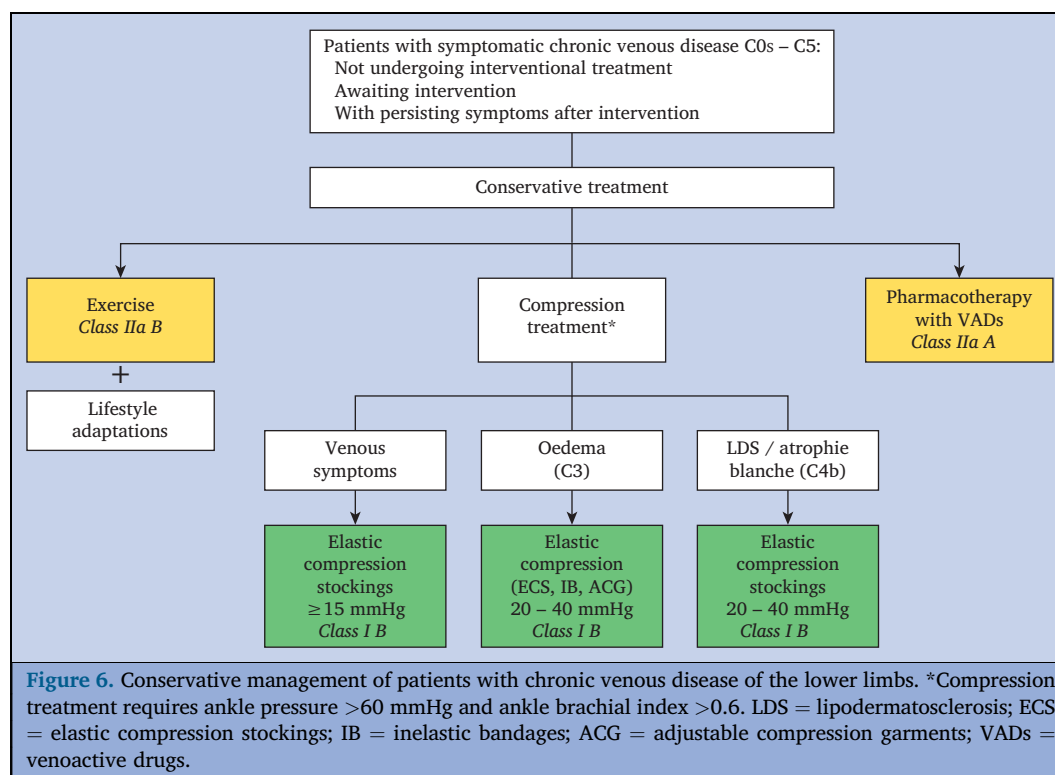 Patients with symptomatic chronic venous disease C0s – C5:
Not undergoing interventional treatment
Awaiting intervention
With persisting symptoms after intervention
Conservative treatment
Exercise
Class IIa B
+
Lifestyle
adaptations
Compression
treatment*
Pharmacotherapy
with VADs
Class IIa A
Venous
symptoms
Oedema
(C3)
LDS / atrophie
blanche (C4b)
Elastic
compression
stockings
≥15 mmHg
Class I B
Elastic
compression
(ECS, IB, ACG)
20 – 40 mmHg
Class I B
Elastic
compression
stockings
20 – 40 mmHg
Class I B
Figure 6. Conservative management of patients with chronic venous disease of the lower limbs. *Compression
treatment requires ankle pressure >60 mmHg and ankle brachial index >0.6. LDS = lipodermatosclerosis; ECS
= elastic compression stockings; IB = inelastic bandages; ACG = adjustable compression garments; VADs =
venoactive drugs.